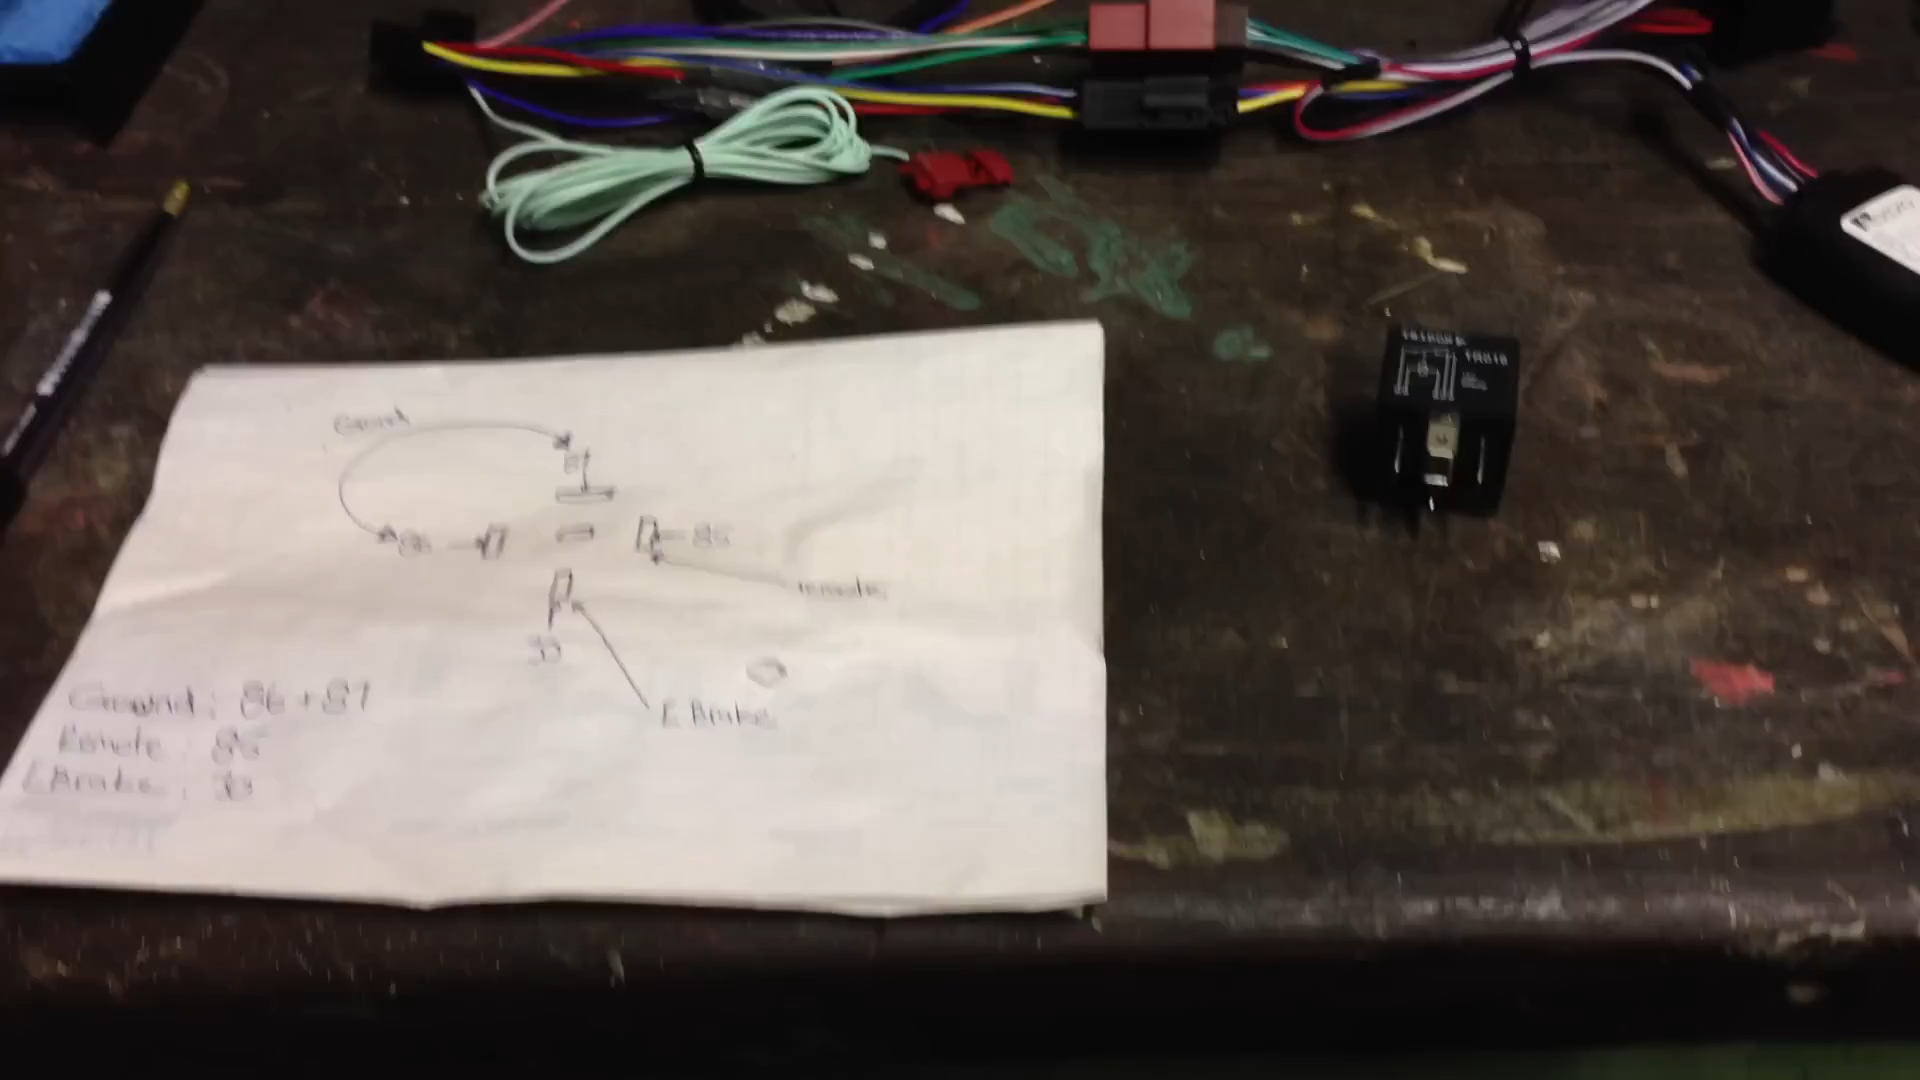 Ground
87
86
85
Remote
30
E Brake
Ground: 86 + 87
Remote: 85
E Brake: 30